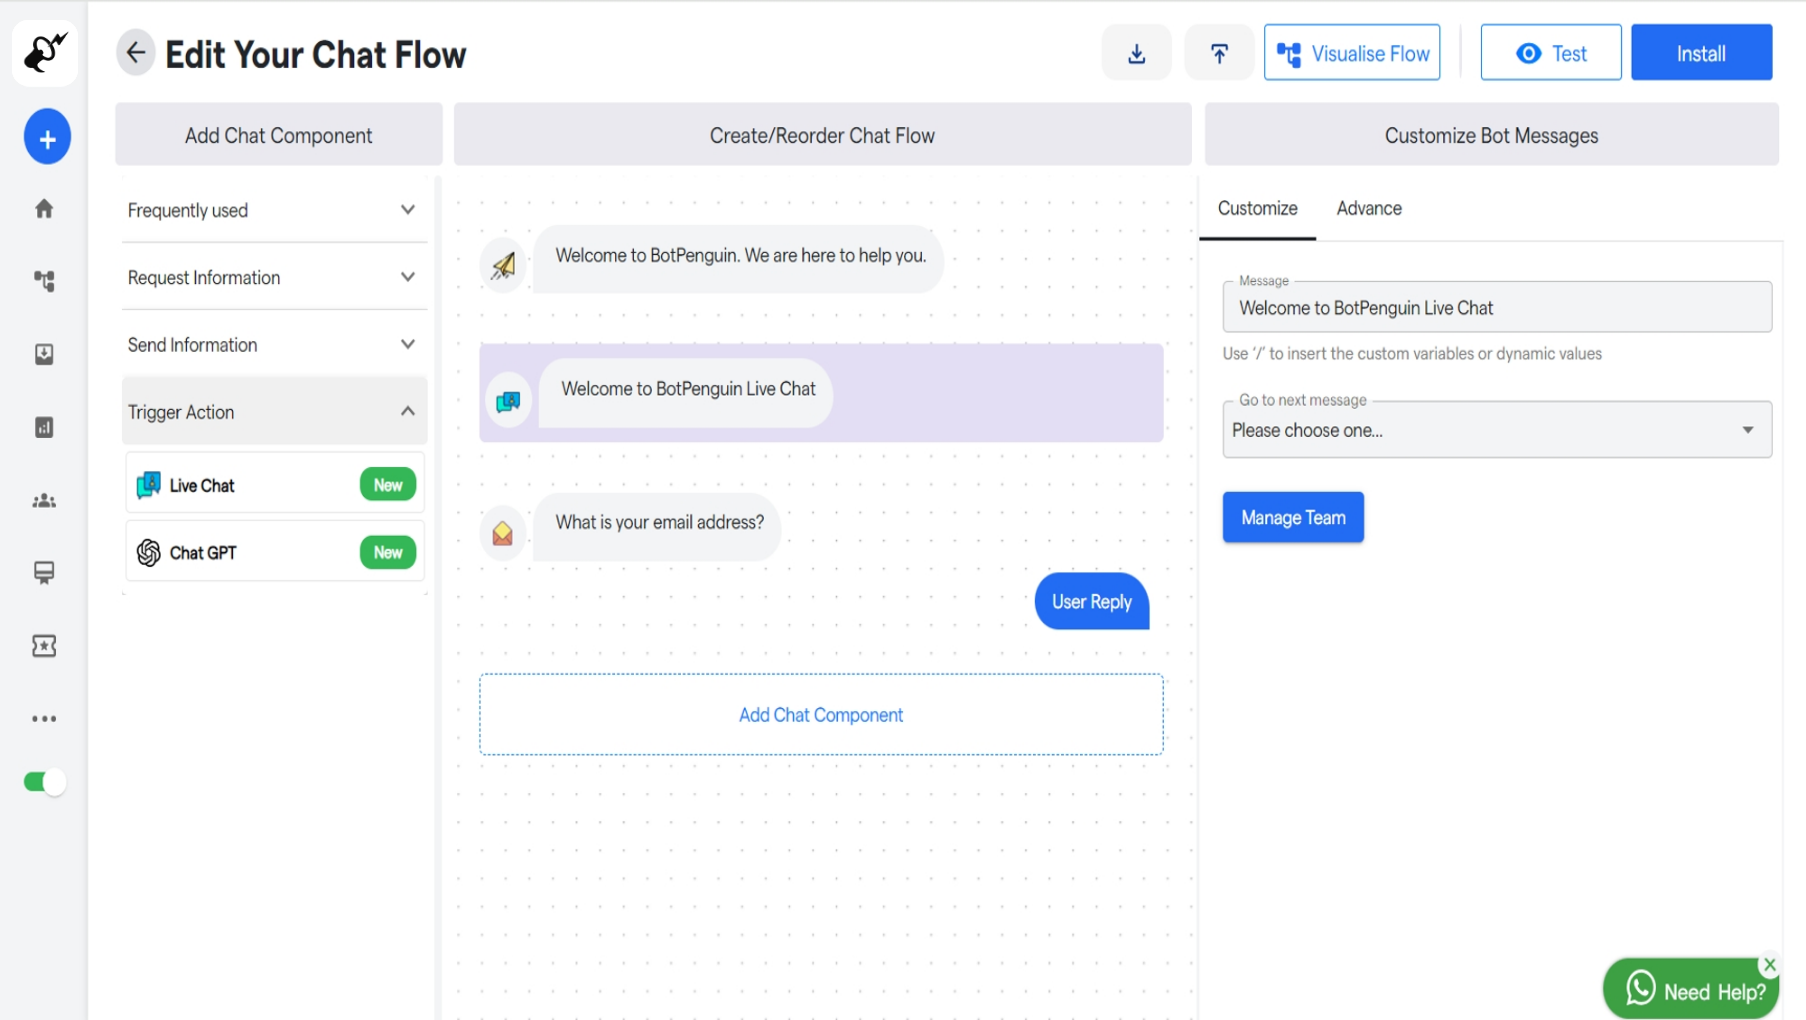 Edit Your Chat Flow
Visualise Flow
Test
Install
Add Chat Component
Create/Reorder Chat Flow
Customize Bot Messages
Frequently used
Request Information
Send Information
Trigger Action
Live Chat
New
Chat GPT
New
Welcome to BotPenguin. We are here to help you.
Welcome to BotPenguin Live Chat
What is your email address?
User Reply
Add Chat Component
Customize
Advance
Message
Welcome to BotPenguin Live Chat
Use '/' to insert the custom variables or dynamic values
Go to next message
Please choose one...
Manage Team
Need Help?